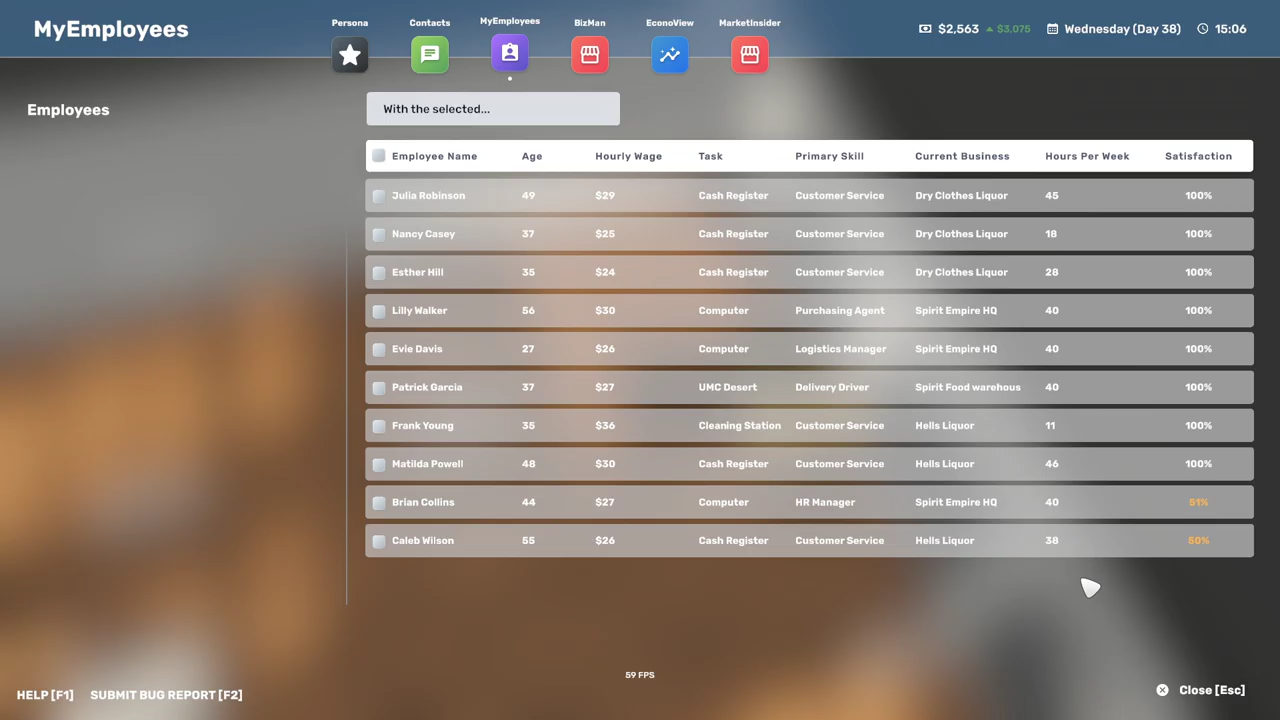 MyEmployees
Persona
Contacts
MyEmployees
BizMan
EconoView
MarketInsider
$2,563
$3,075
Wednesday (Day 38)
15:06
Employees
With the selected...
Employee Name Age Hourly Wage Task Primary Skill Current Business Hours Per Week Satisfaction
Julia Robinson 49 $29 Cash Register Customer Service Dry Clothes Liquor 45 100%
Nancy Casey 37 $25 Cash Register Customer Service Dry Clothes Liquor 18 100%
Esther Hill 35 $24 Cash Register Customer Service Dry Clothes Liquor 28 100%
Lilly Walker 56 $30 Computer Purchasing Agent Spirit Empire HQ 40 100%
Evie Davis 27 $26 Computer Logistics Manager Spirit Empire HQ 40 100%
Patrick Garcia 37 $27 UMC Desert Delivery Driver Spirit Food warehous 40 100%
Frank Young 35 $36 Cleaning Station Customer Service Hells Liquor 11 100%
Matilda Powell 48 $30 Cash Register Customer Service Hells Liquor 46 100%
Brian Collins 44 $27 Computer HR Manager Spirit Empire HQ 40 51%
Caleb Wilson 55 $26 Cash Register Customer Service Hells Liquor 38 50%
59 FPS
HELP [F1] SUBMIT BUG REPORT [F2]
Close [Esc]